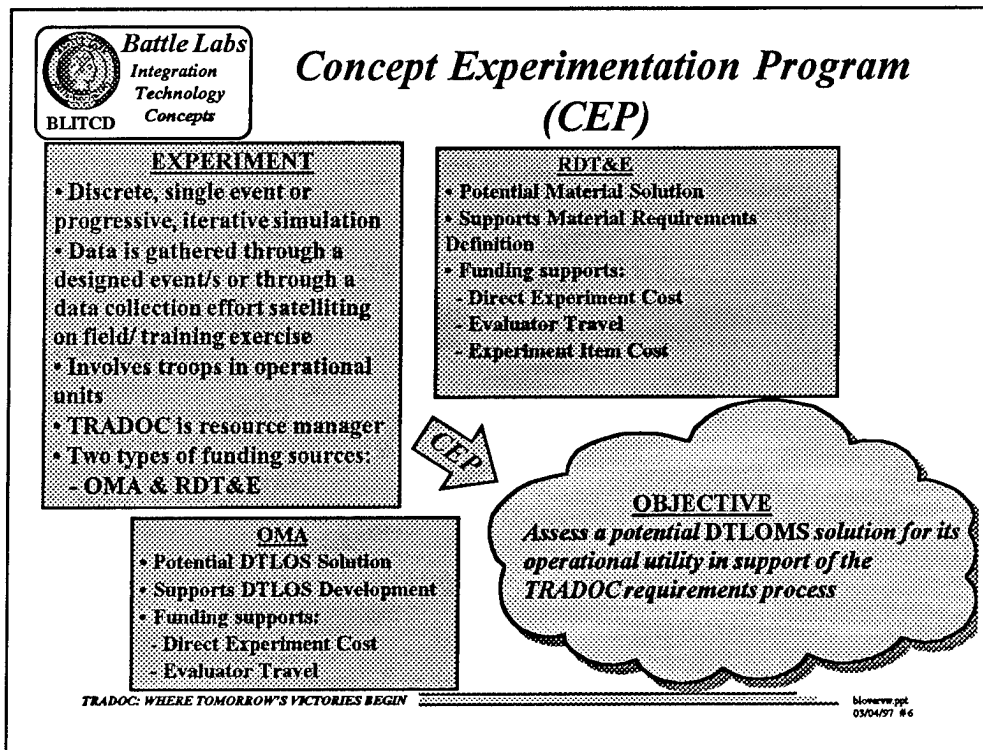 Battle Labs
Integration
Technology
Concepts
BLITCD
Concept Experimentation Program
(CEP)
EXPERIMENT
• Discrete, single event or
progressive, iterative simulation
• Data is gathered through a
designed event/s or through a
data collection effort satelliting
on field/ training exercise
• Involves troops in operational
units
• TRADOC is resource manager
• Two types of funding sources:
- OMA & RDT&E
RDT&E
• Potential Material Solution
• Supports Material Requirements
Definition
• Funding supports:
- Direct Experiment Cost
- Evaluator Travel
- Experiment Item Cost
CEP
OBJECTIVE
Assess a potential DTLOMS solution for its
operational utility in support of the
TRADOC requirements process
OMA
• Potential DTLOS Solution
• Supports DTLOS Development
• Funding supports:
- Direct Experiment Cost
- Evaluator Travel
TRADOC: WHERE TOMORROW"S VICTORIES BEGIN
bloverw.ppt
03/04/97 #6